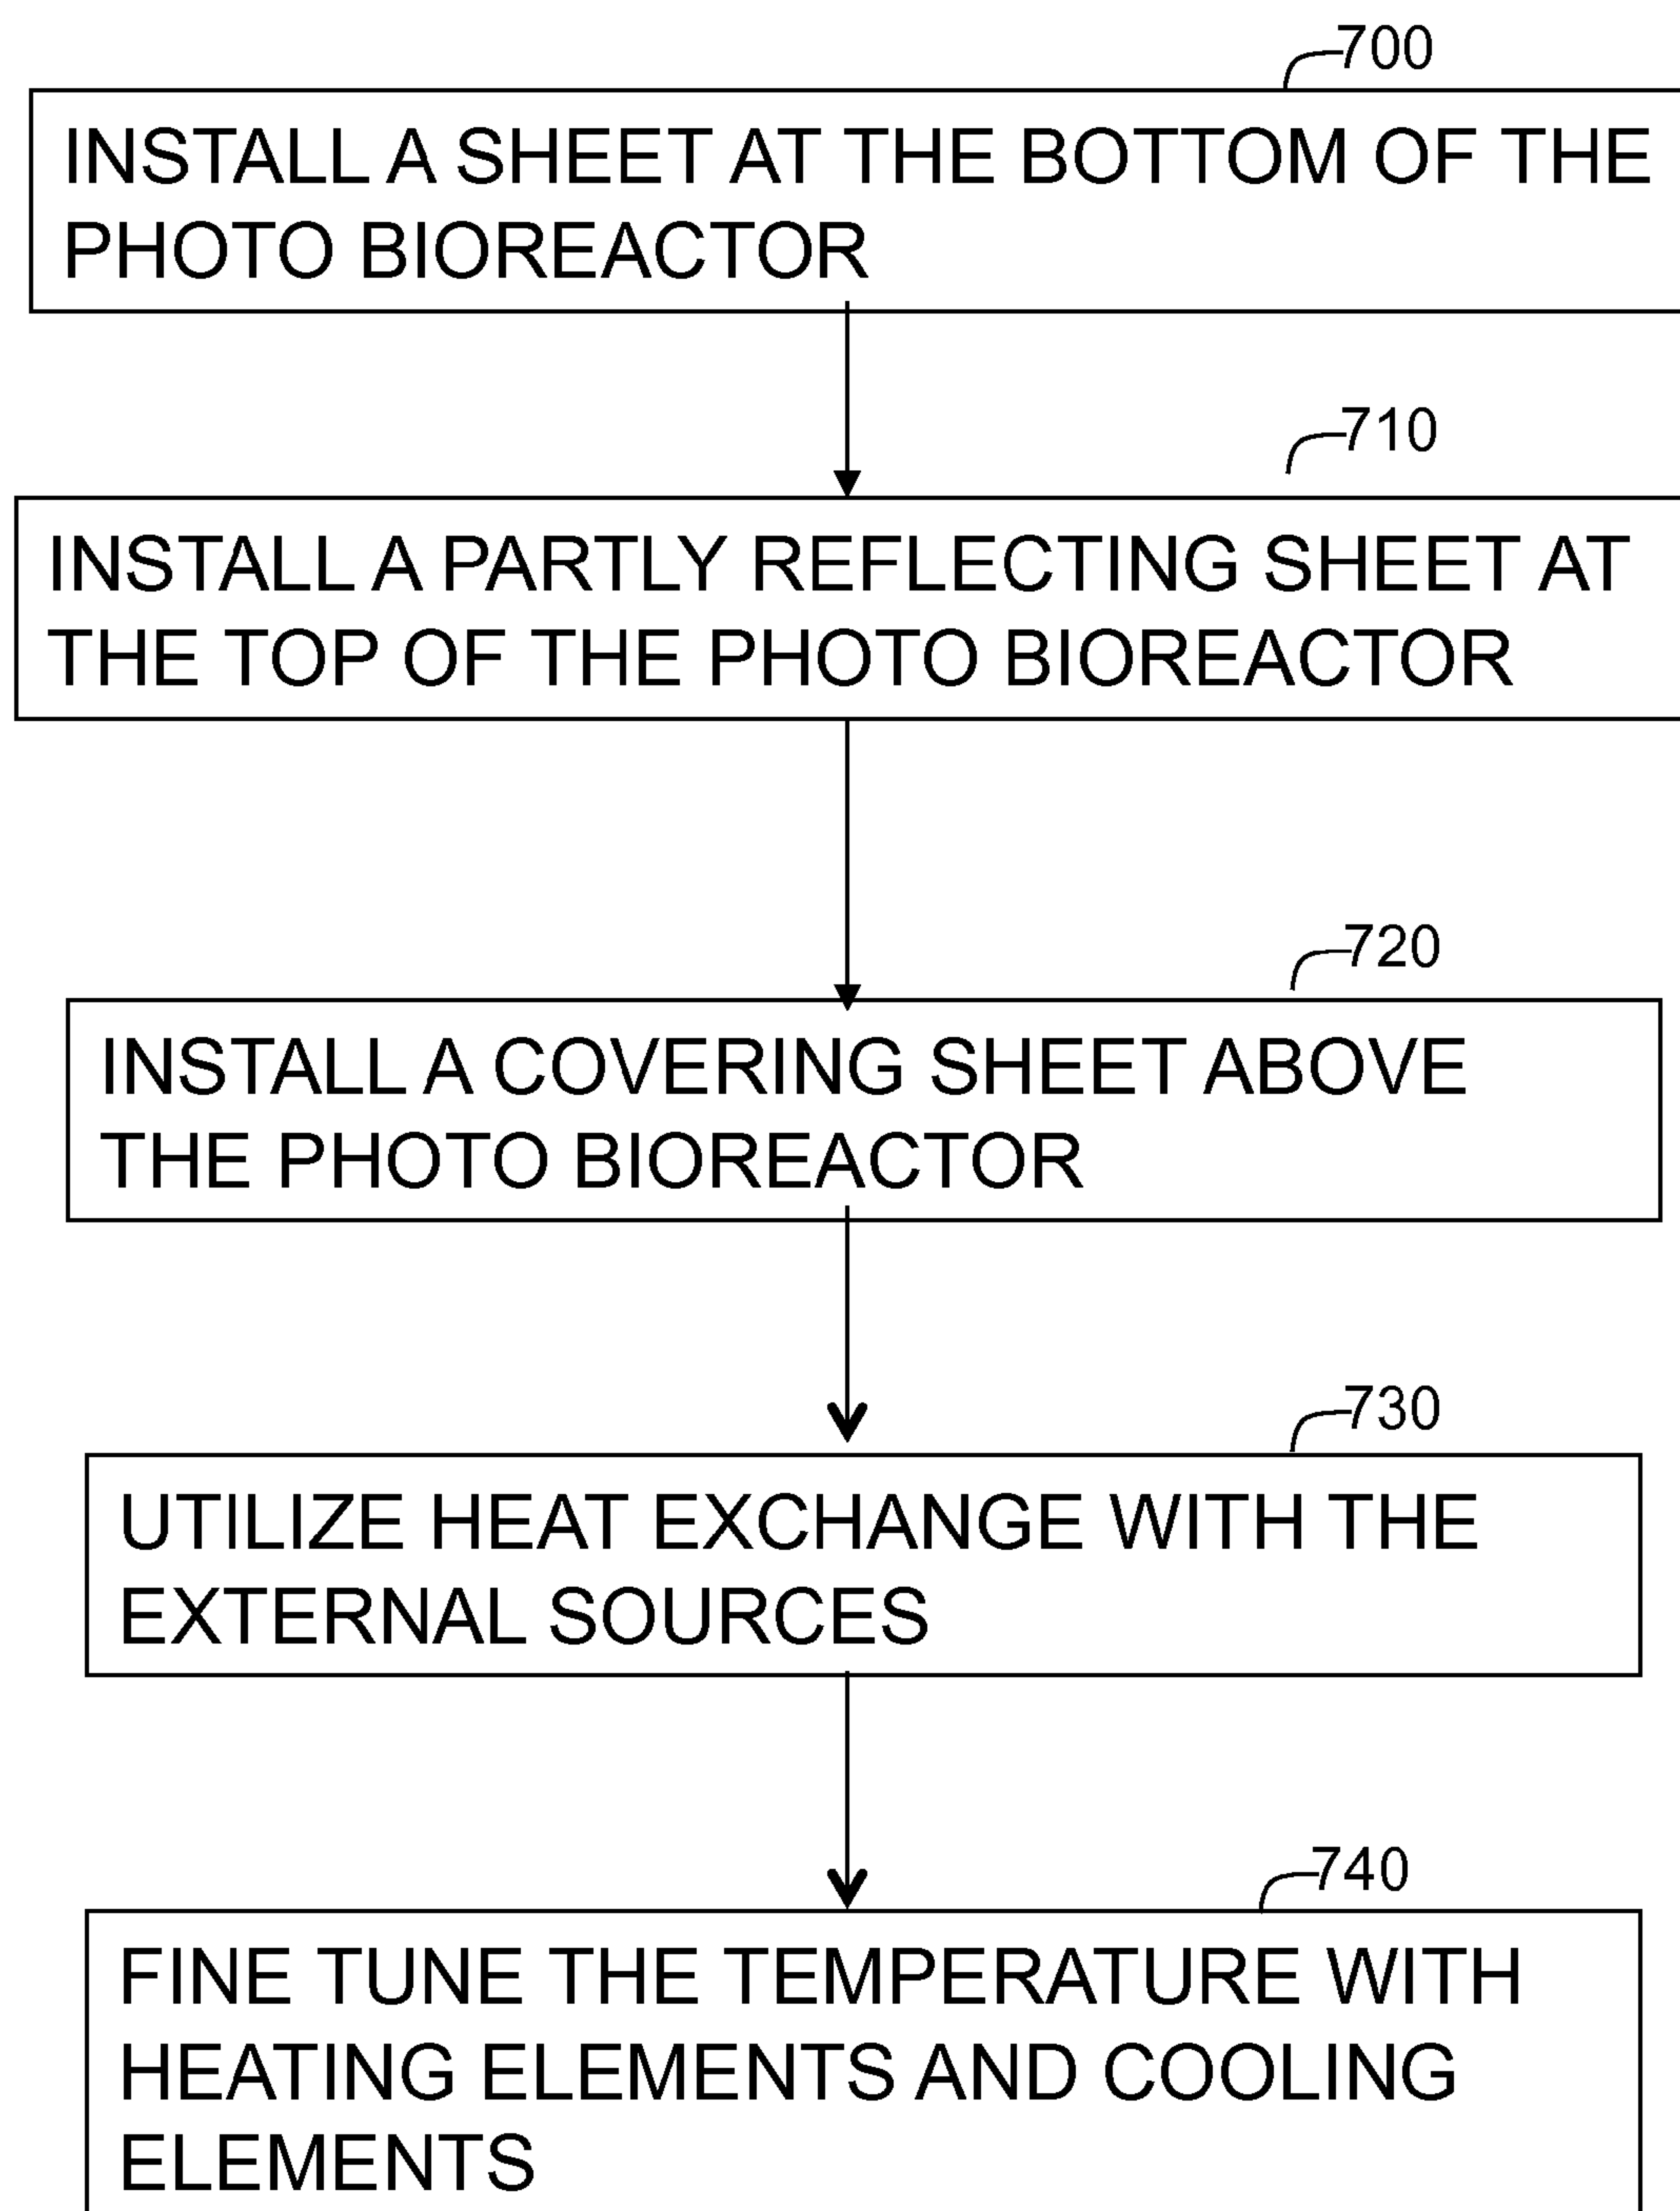 700
INSTALL A SHEET AT THE BOTTOM OF THE
PHOTO BIOREACTOR
710
INSTALL A PARTLY REFLECTING SHEET AT
THE TOP OF THE PHOTO BIOREACTOR
720
INSTALL A COVERING SHEET ABOVE
THE PHOTO BIOREACTOR
730
UTILIZE HEAT EXCHANGE WITH THE
EXTERNAL SOURCES
740
FINE TUNE THE TEMPERATURE WITH
HEATING ELEMENTS AND COOLING
ELEMENTS